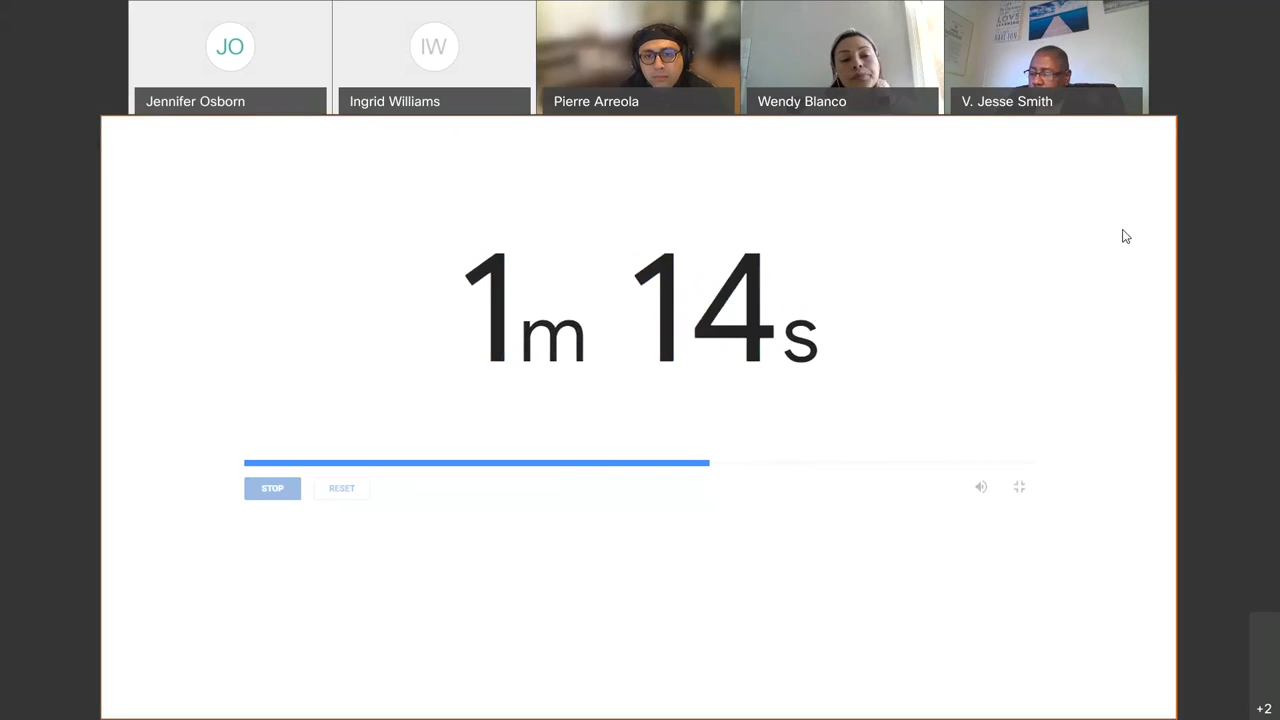 JO
IW
Jennifer Osborn
Ingrid Williams
Pierre Arreola
Wendy Blanco
V. Jesse Smith
1m 14s
STOP
RESET
+2